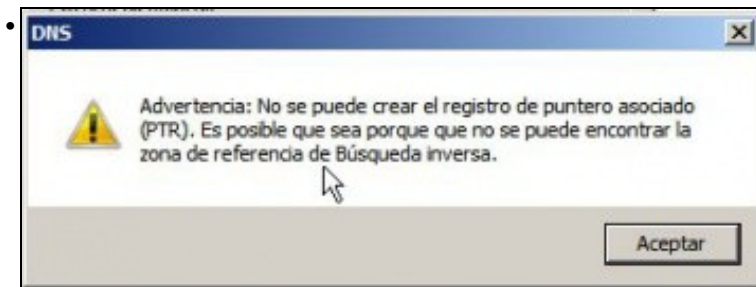 DNS
Advertencia: No se puede crear el registro de puntero asociado
(PTR). Es posible que sea porque que no se puede encontrar la
zona de referencia de Búsqueda inversa.
Aceptar